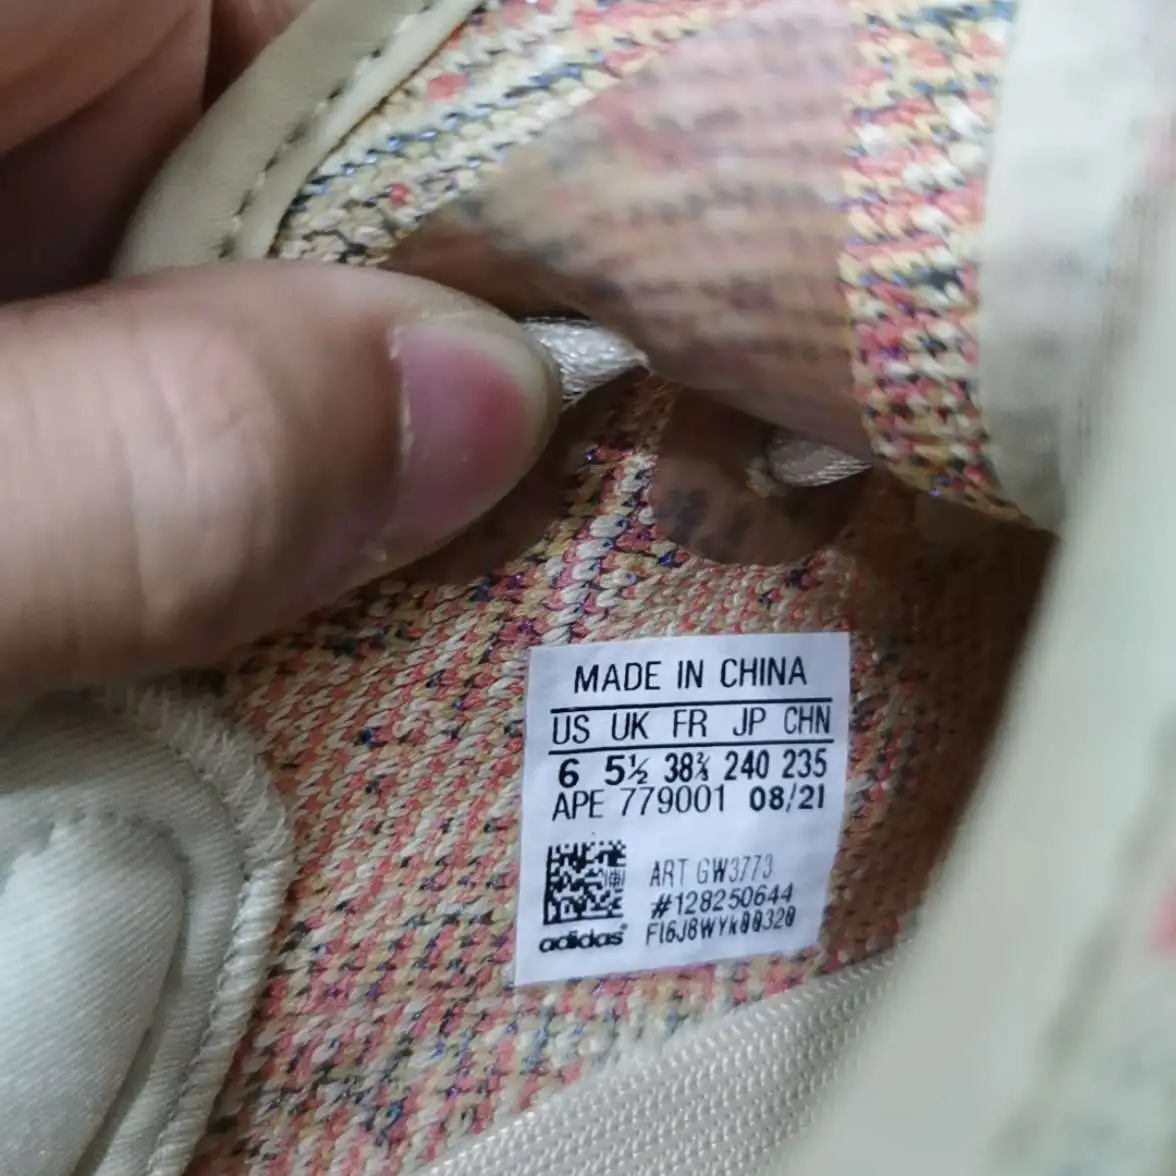 MADE IN CHINA
US UK FR JP CHN
6 5½ 38⅔ 240 235
APE 779001 08/21
ART GW3773
#128250644
FI6J8WYk00320
adidas